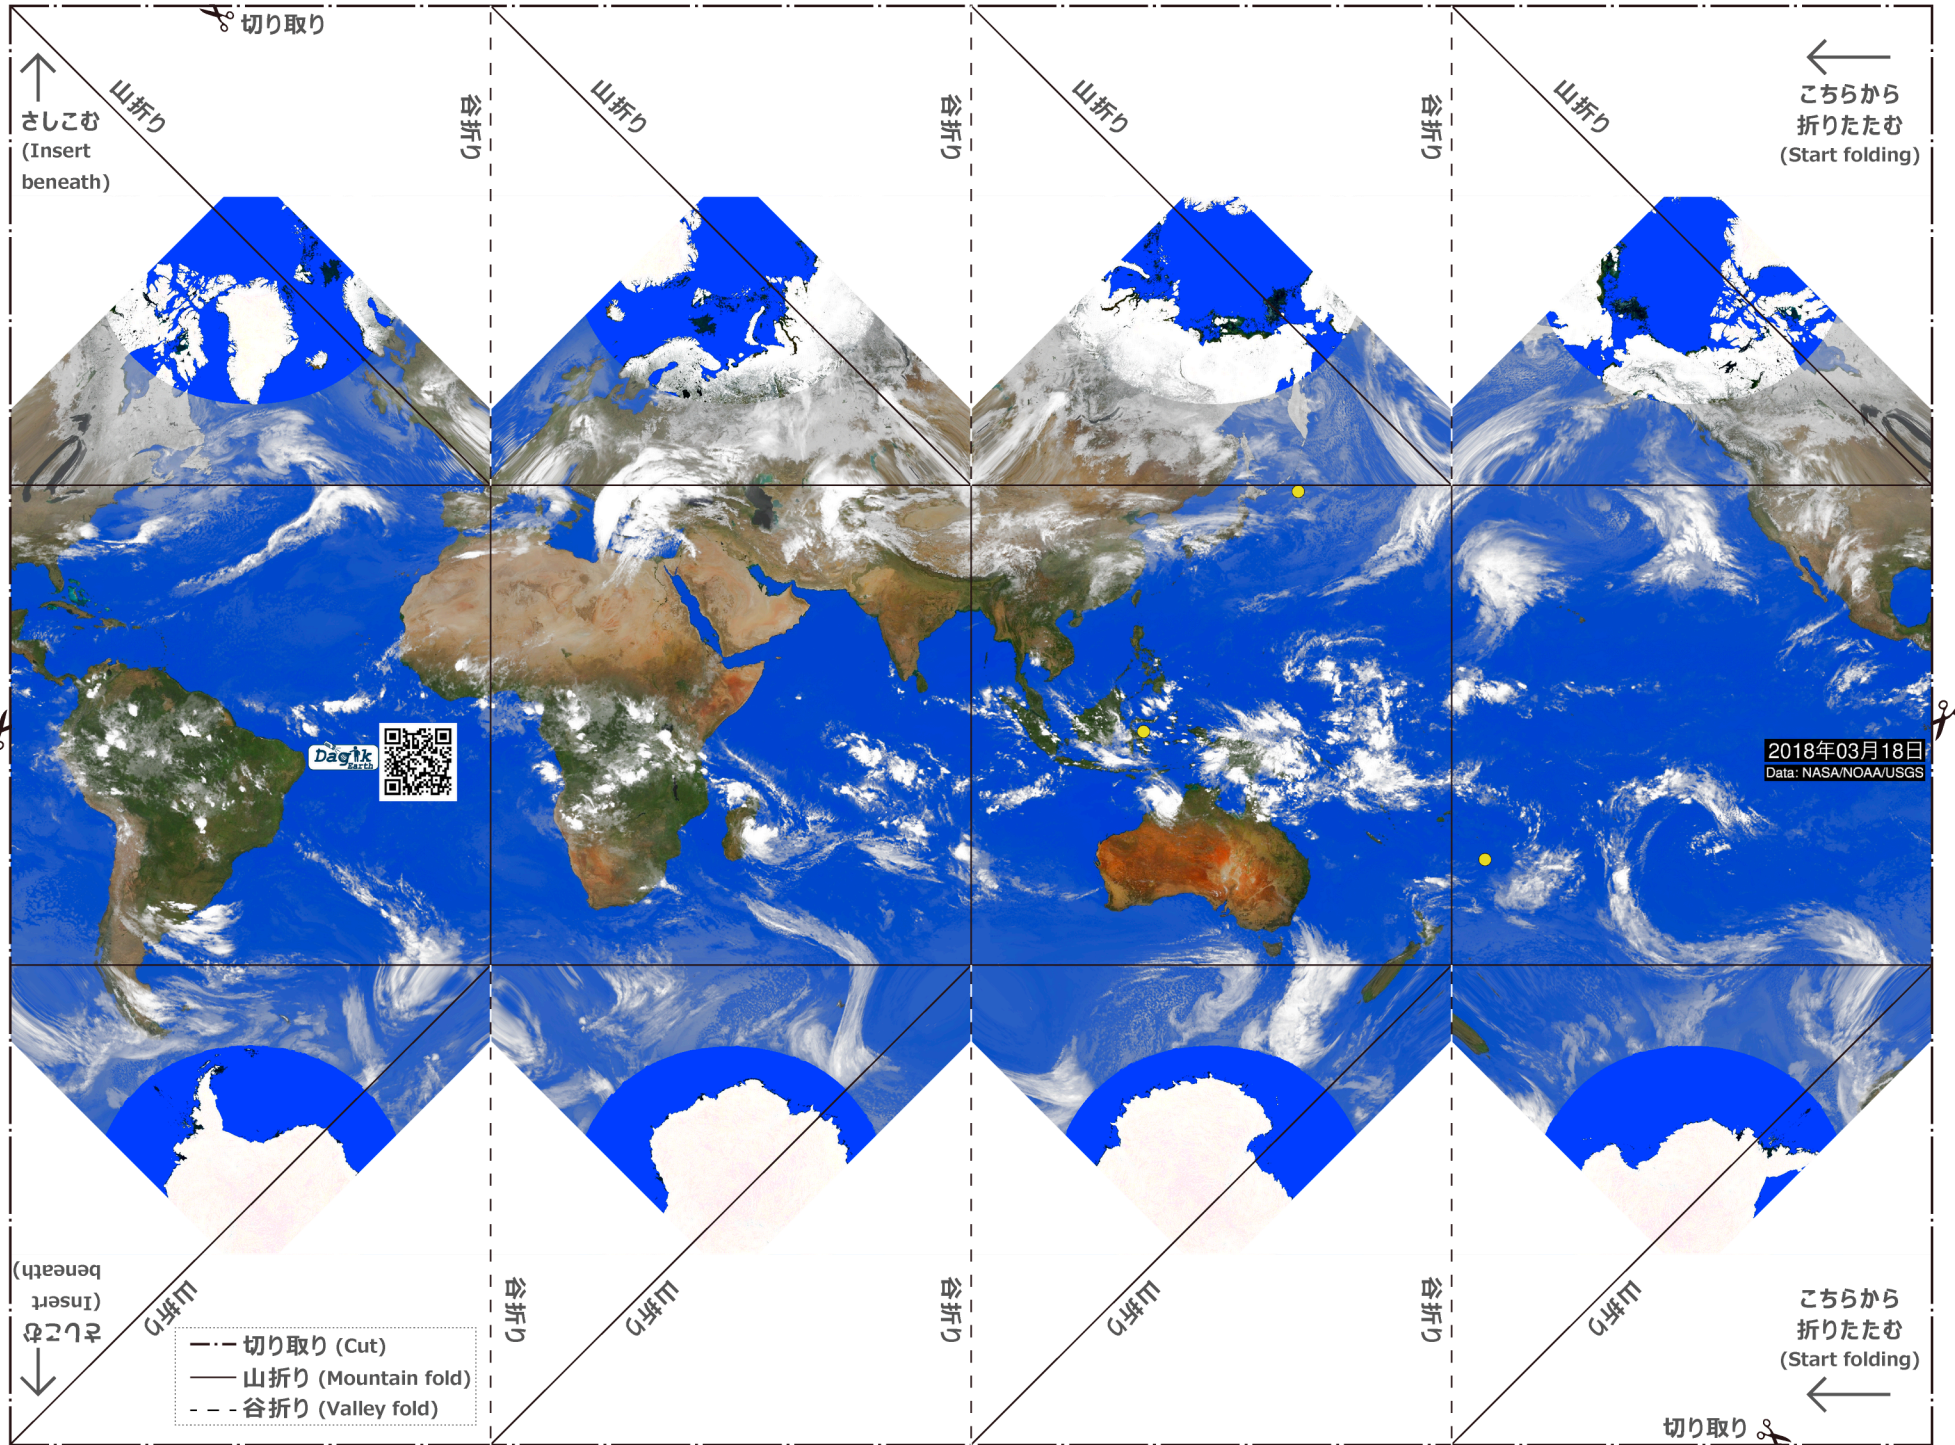 切り取り
さしこむ
(Insert
beneath)
山折り
谷折り
山折り
谷折り
山折り
谷折り
山折り
こちらから
折りたたむ
(Start folding)
Dagik
Earth
2018年03月18日
Data: NASA/NOAA/USGS
さしこむ
(Insert
beneath)
山折り
谷折り
山折り
谷折り
山折り
谷折り
山折り
こちらから
折りたたむ
(Start folding)
切り取り (Cut)
山折り (Mountain fold)
谷折り (Valley fold)
切り取り